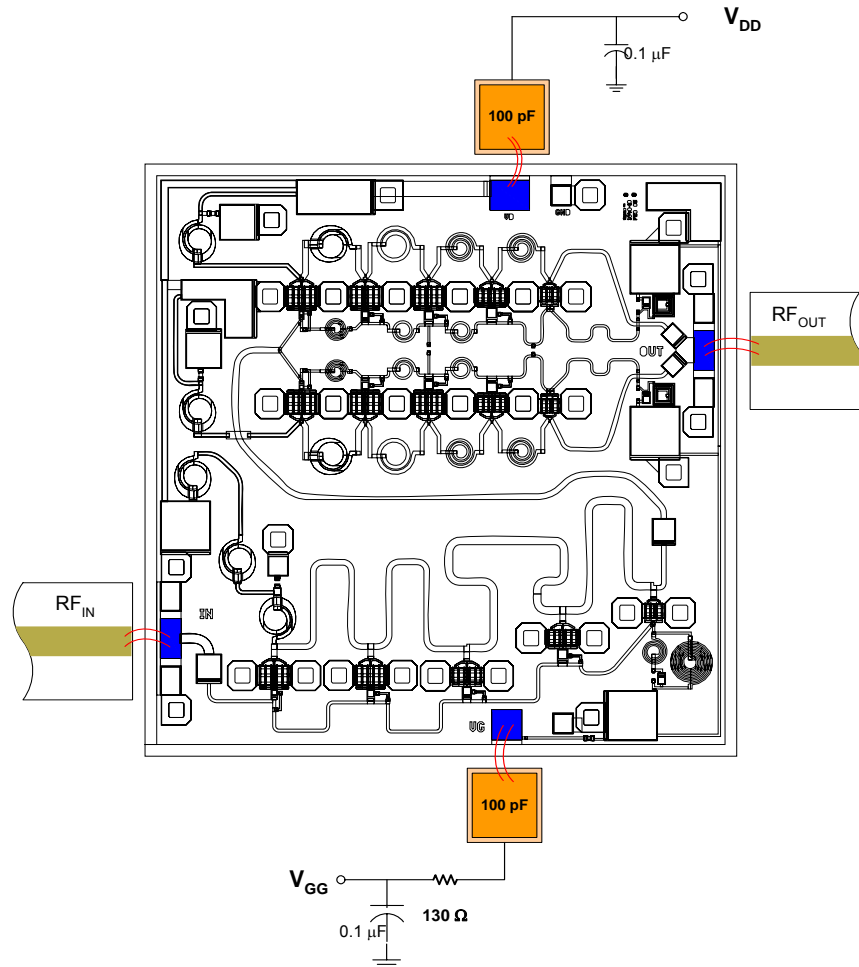 VDD
0.1 μF
100 pF
VD
GND
RFOUT
OUT
RFIN
IN
VG
100 pF
VGG
130 Ω
0.1 μF